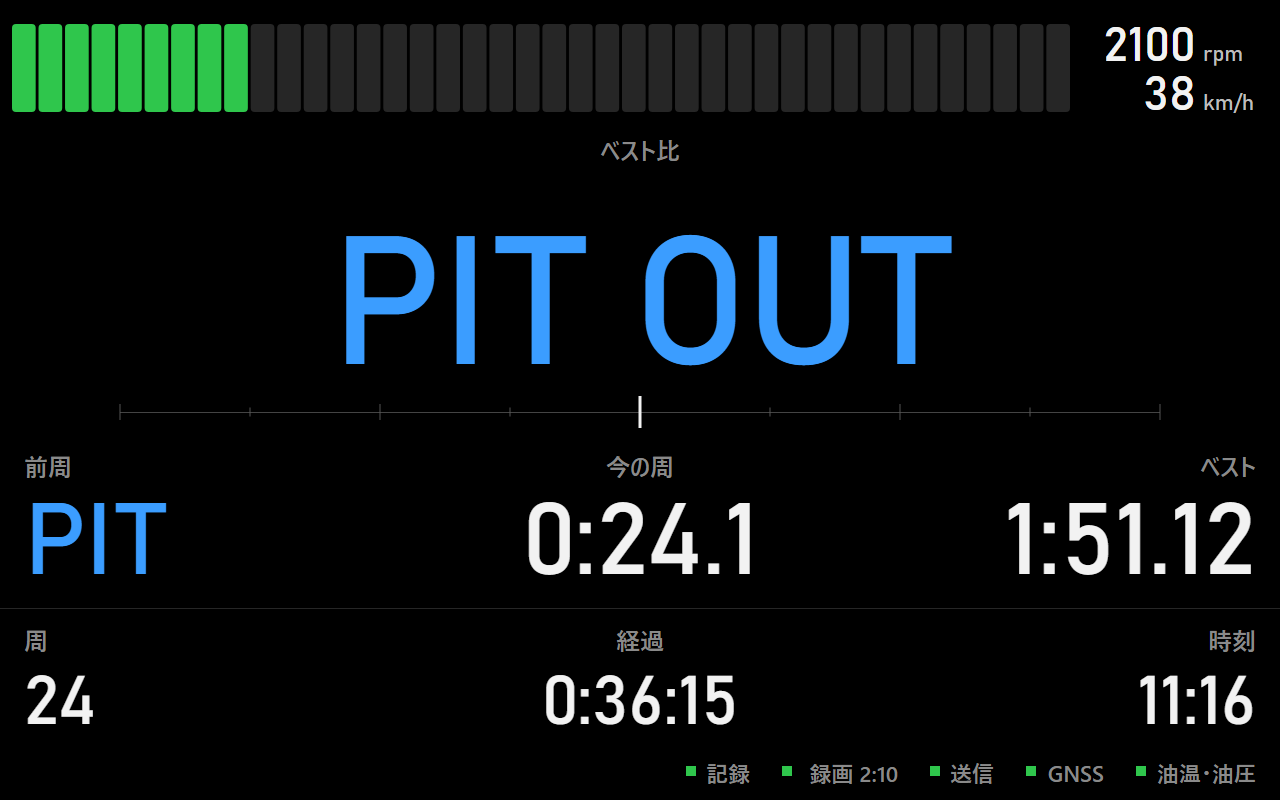 2100 rpm
38 km/h
ベスト比
PIT OUT
前周 今の周 ベスト
PIT 0:24.1 1:51.12
周 経過 時刻
24 0:36:15 11:16
記録 録画 2:10 送信 GNSS 油温･油圧